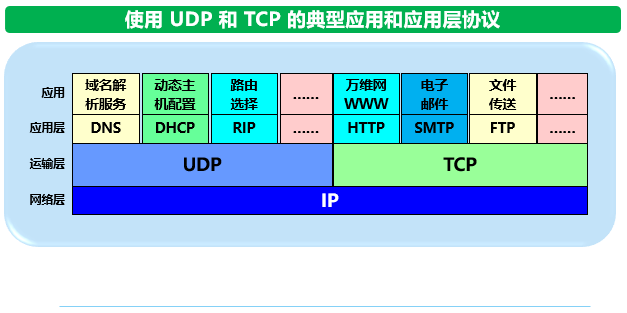 使用 UDP 和 TCP 的典型应用和应用层协议
应用 域名解析服务 动态主机配置 路由选择 …… 万维网WWW 电子邮件 文件传送 ……
应用层 DNS DHCP RIP …… HTTP SMTP FTP ……
运输层 UDP TCP
网络层 IP